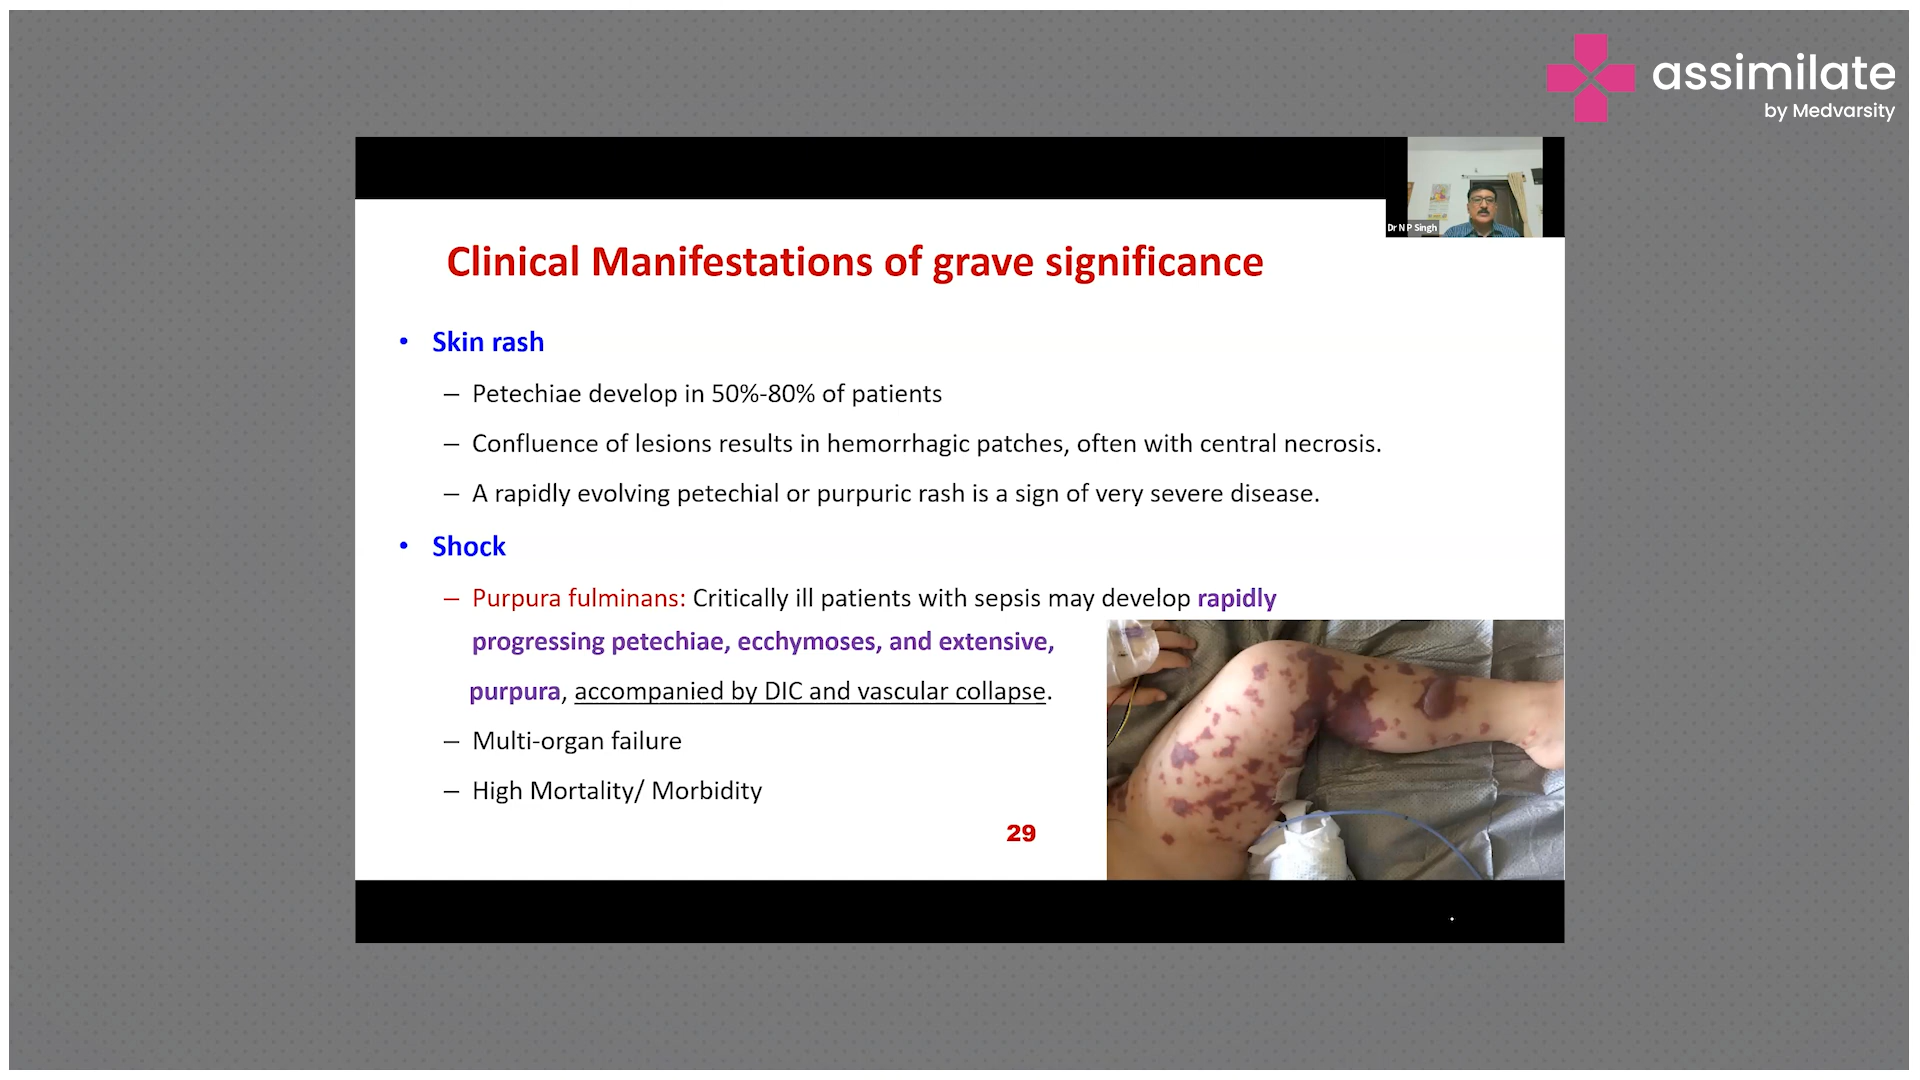 assimilate
by Medvarsity
Dr N P Singh
Clinical Manifestations of grave significance
• Skin rash
– Petechiae develop in 50%-80% of patients
– Confluence of lesions results in hemorrhagic patches, often with central necrosis.
– A rapidly evolving petechial or purpuric rash is a sign of very severe disease.
• Shock
– Purpura fulminans: Critically ill patients with sepsis may develop rapidly
progressing petechiae, ecchymoses, and extensive,
purpura, accompanied by DIC and vascular collapse.
– Multi-organ failure
– High Mortality/ Morbidity
29